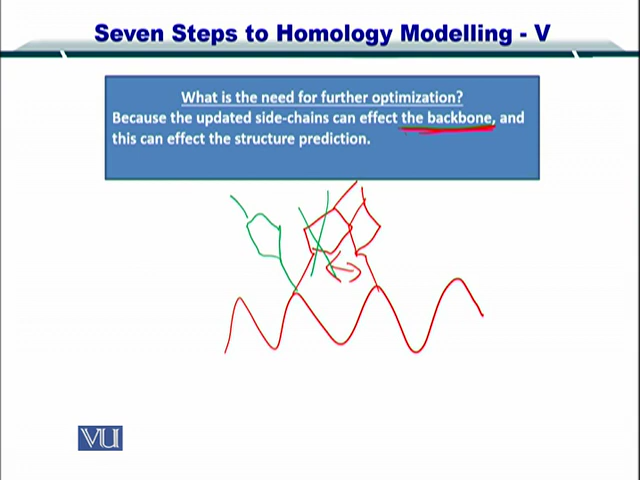 Seven Steps to Homology Modelling - V
What is the need for further optimization?
Because the updated side-chains can effect the backbone, and
this can effect the structure prediction.
VU